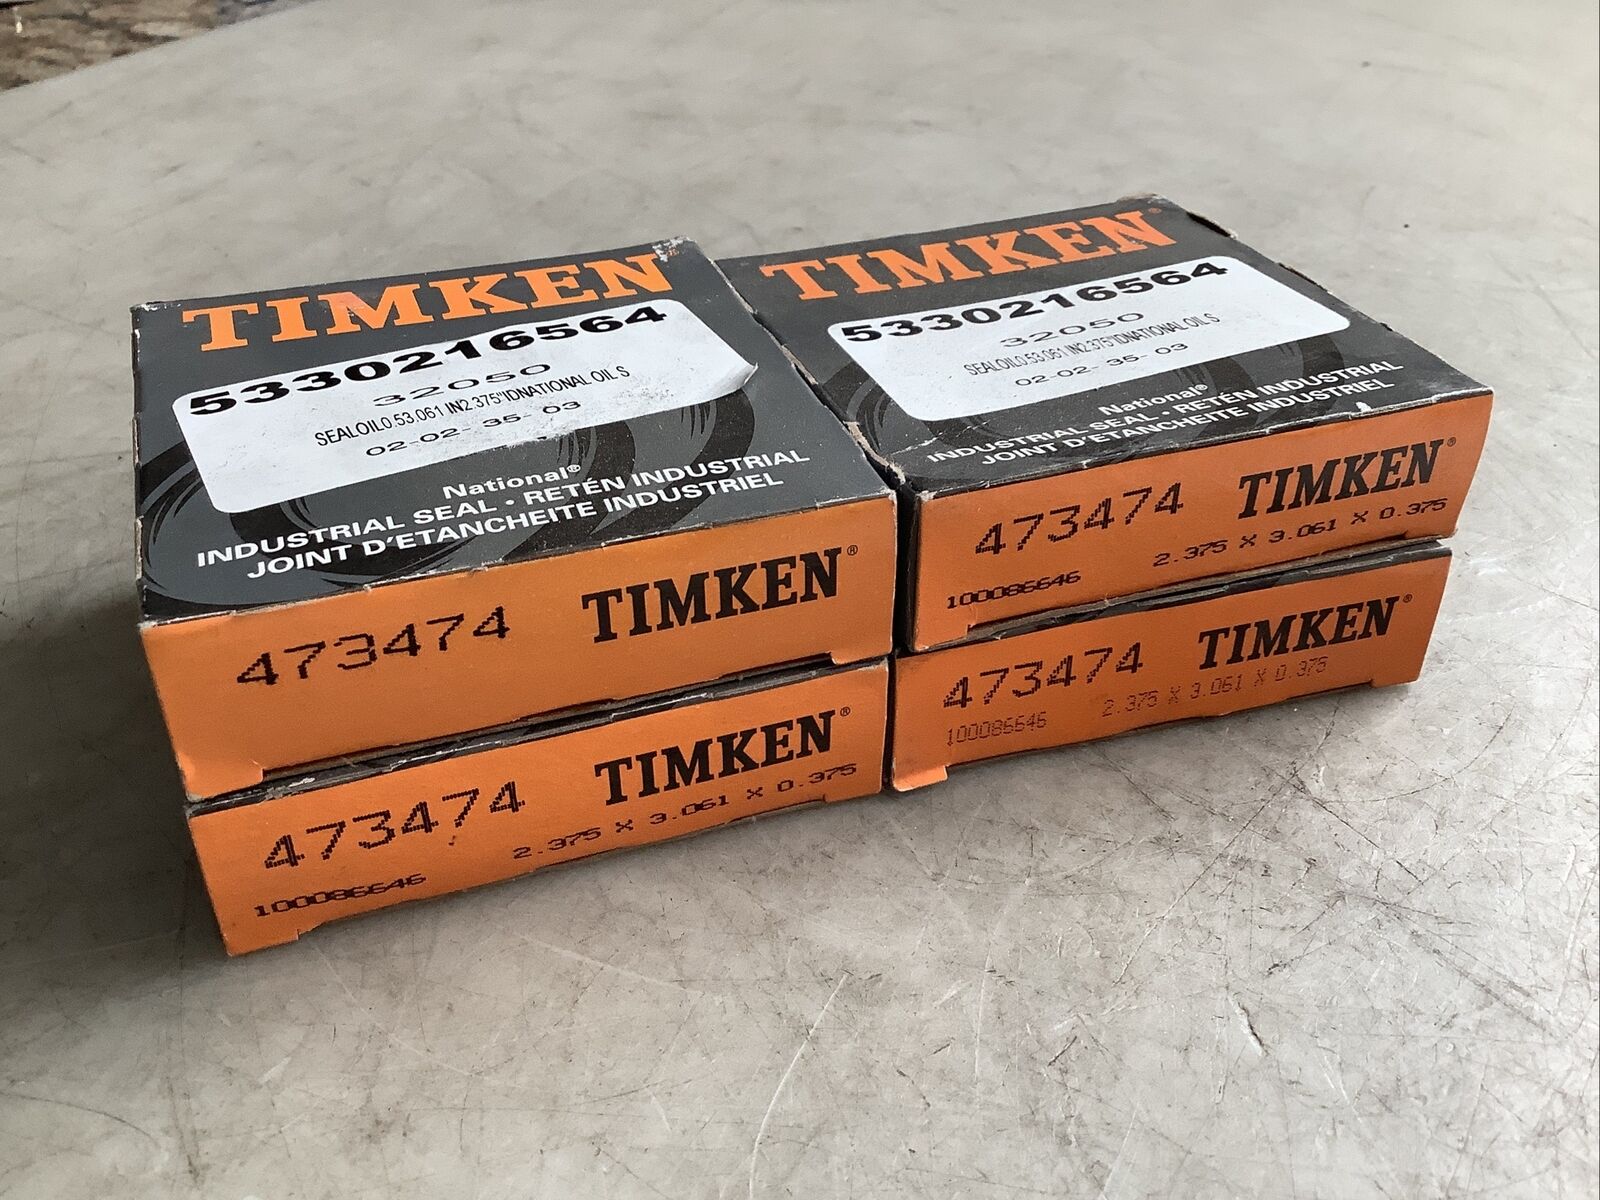 TIMKEN
5330216564
32050
SEALOIL0.53.061 IN2.375"IDNATIONAL OIL S
02-02- 35- 03
National®
INDUSTRIAL SEAL • RETÉN INDUSTRIAL
JOINT D'ETANCHEITE INDUSTRIEL
473474 TIMKEN®
473474 TIMKEN®
2.375 X 3.061 X 0.375
100086646
TIMKEN®
5330216564
32050
SEALOIL0.53.061 IN2.375"IDNATIONAL OIL S
02-02- 35- 03
National®
INDUSTRIAL SEAL • RETÉN INDUSTRIAL
JOINT D'ETANCHEITE INDUSTRIEL
473474 TIMKEN®
2.375 X 3.061 X 0.375
100086646
473474 TIMKEN®
2.375 X 3.061 X 0.375
100086646